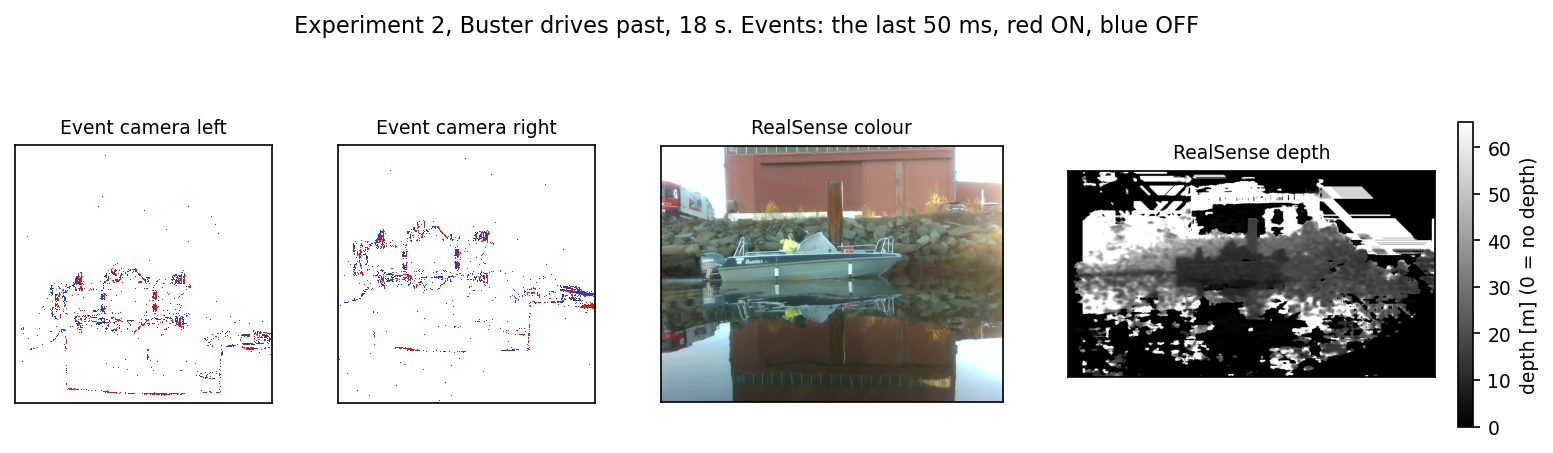 Experiment 2, Buster drives past, 18 s. Events: the last 50 ms, red ON, blue OFF
Event camera left
Event camera right
RealSense colour
RealSense depth
Buster
60
50
40
30
20
10
0
depth [m] (0 = no depth)